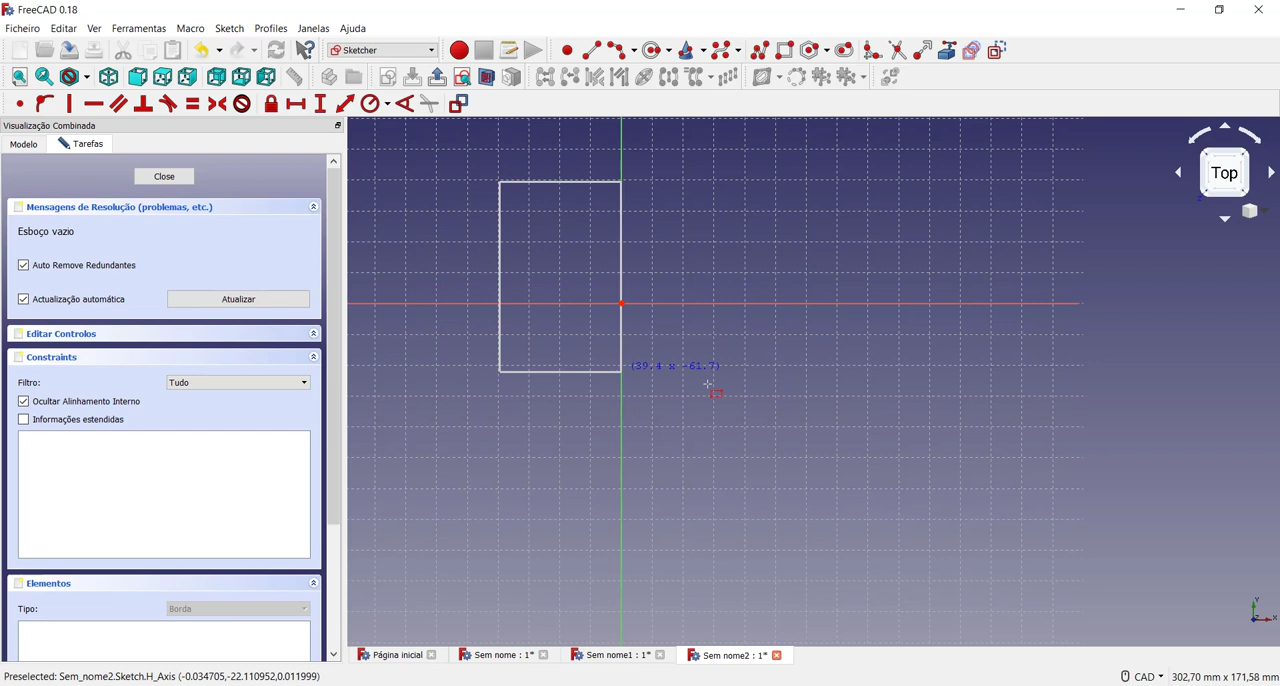 FreeCAD 0.18
Ficheiro Editar Ver Ferramentas Macro Sketch Profiles Janelas Ajuda
Sketcher
Visualização Combinada
Modelo Tarefas
Close
Mensagens de Resolução (problemas, etc.)
Esboço vazio
Auto Remove Redundantes
Actualização automática Atualizar
Editar Controlos
Constraints
Filtro: Tudo
Ocultar Alinhamento Interno
Informações estendidas
Elementos
Tipo: Borda
(39.4 x -61.7)
Top
Z
Y
Z X
Página inicial Sem nome : 1* Sem nome1 : 1* Sem nome2 : 1*
Preselected: Sem_nome2.Sketch.H_Axis (-0.034705,-22.110952,0.011999) CAD 302,70 mm x 171,58 mm